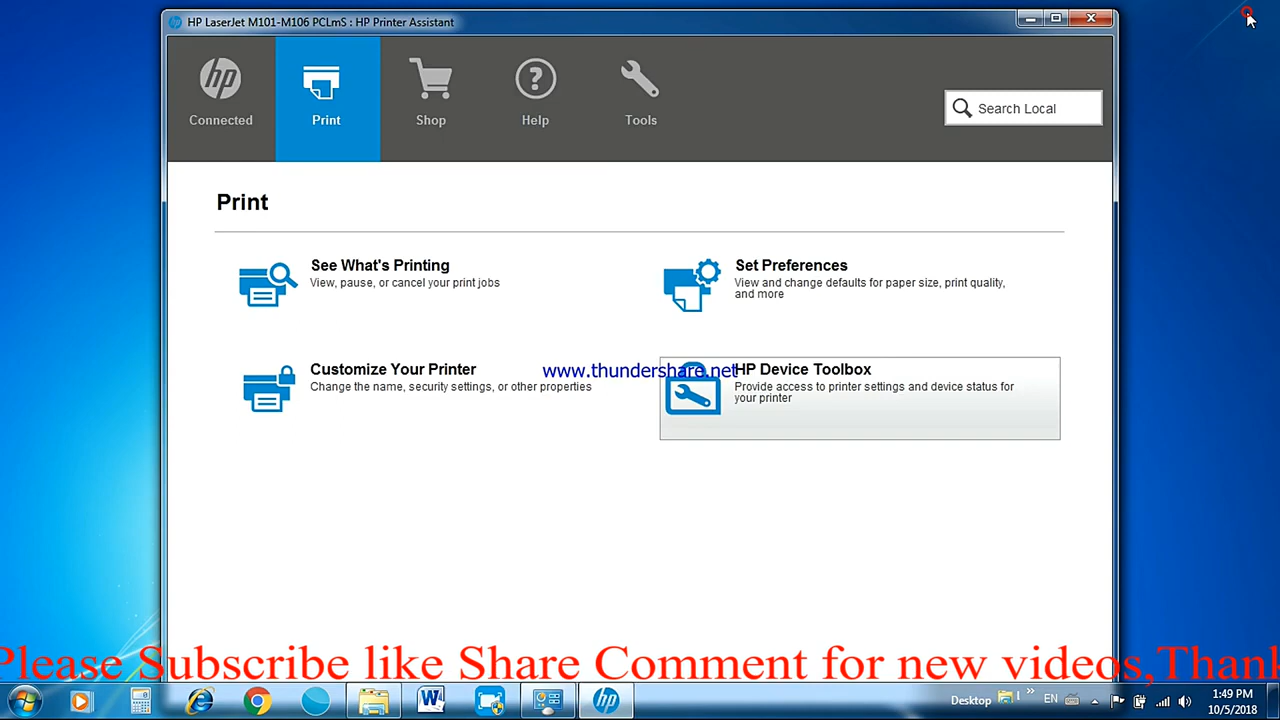 HP LaserJet M101-M106 PCLmS : HP Printer Assistant
hp
Connected
Print
Shop
?
Help
Tools
Search Local
Print
See What's Printing
View, pause, or cancel your print jobs
Set Preferences
View and change defaults for paper size, print quality,
and more
Customize Your Printer
Change the name, security settings, or other properties
www.thundershare.net
HP Device Toolbox
Provide access to printer settings and device status for
your printer
Please Subscribe like Share Comment for new videos,Thank
W
hp
Desktop
»
EN
1:49 PM
10/5/2018